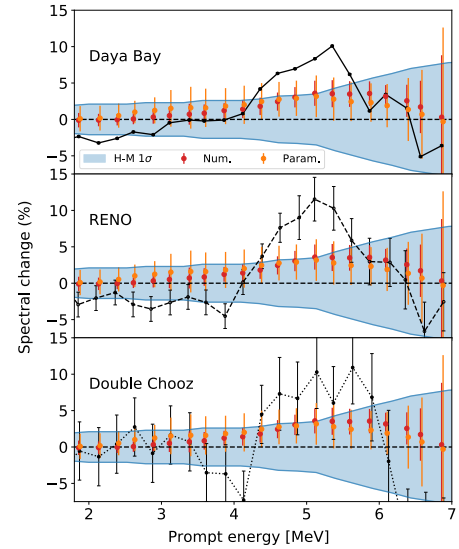 15
10
5
0
−5
Daya Bay
H-M 1σ Num. Param.
15
10
5
0
−5
RENO
Spectral change (%)
15
10
5
0
−5
Double Chooz
2 3 4 5 6 7
Prompt energy [MeV]